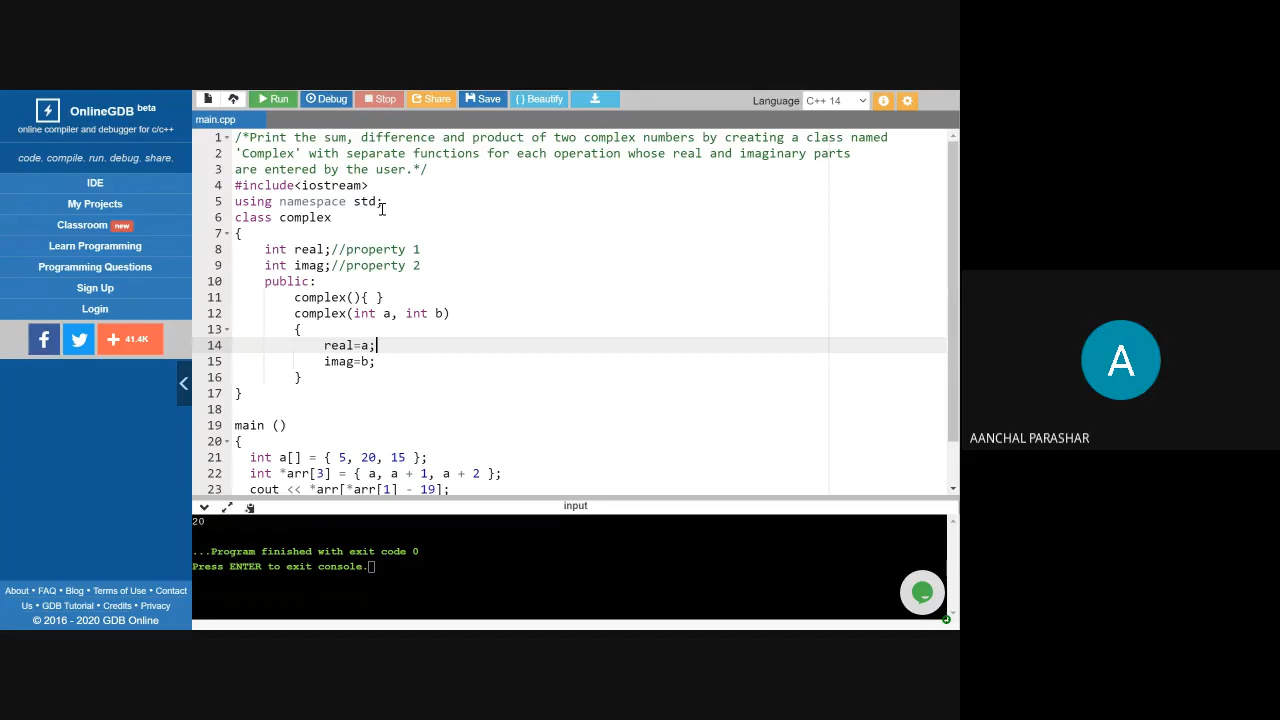 OnlineGDB beta
online compiler and debugger for c/c++
code. compile. run. debug. share.
IDE
My Projects
Classroom new
Learn Programming
Programming Questions
Sign Up
Login
f
+ 41.4K
About • FAQ • Blog • Terms of Use • Contact
Us • GDB Tutorial • Credits • Privacy
© 2016 - 2020 GDB Online
Run
Debug
Stop
Share
Save
{ } Beautify
Language C++ 14
main.cpp
1 /*Print the sum, difference and product of two complex numbers by creating a class named
2 'Complex' with separate functions for each operation whose real and imaginary parts
3 are entered by the user.*/
4 #include<iostream>
5 using namespace std;
6 class complex
7 {
8 int real;//property 1
9 int imag;//property 2
10 public:
11 complex(){ }
12 complex(int a, int b)
13 {
14 real=a;
15 imag=b;
16 }
17 }
18
19 main ()
20 {
21 int a[] = { 5, 20, 15 };
22 int *arr[3] = { a, a + 1, a + 2 };
23 cout << *arr[*arr[1] - 19];
input
20
...Program finished with exit code 0
Press ENTER to exit console.
A
AANCHAL PARASHAR